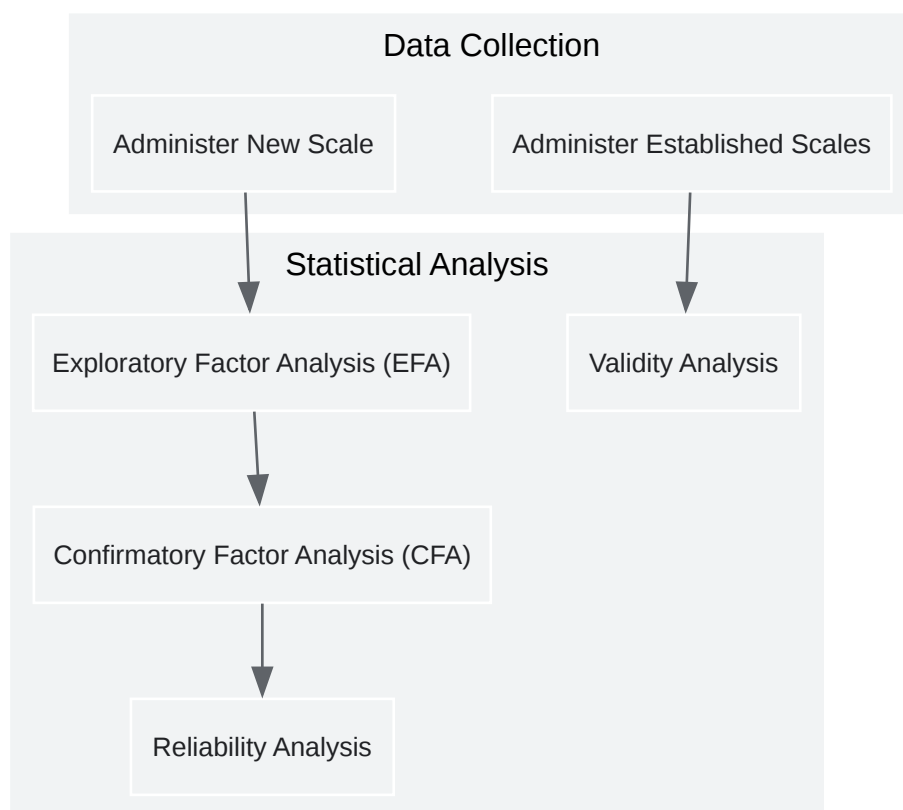 Data Collection
Administer New Scale
Administer Established Scales
Statistical Analysis
Exploratory Factor Analysis (EFA)
Validity Analysis
Confirmatory Factor Analysis (CFA)
Reliability Analysis